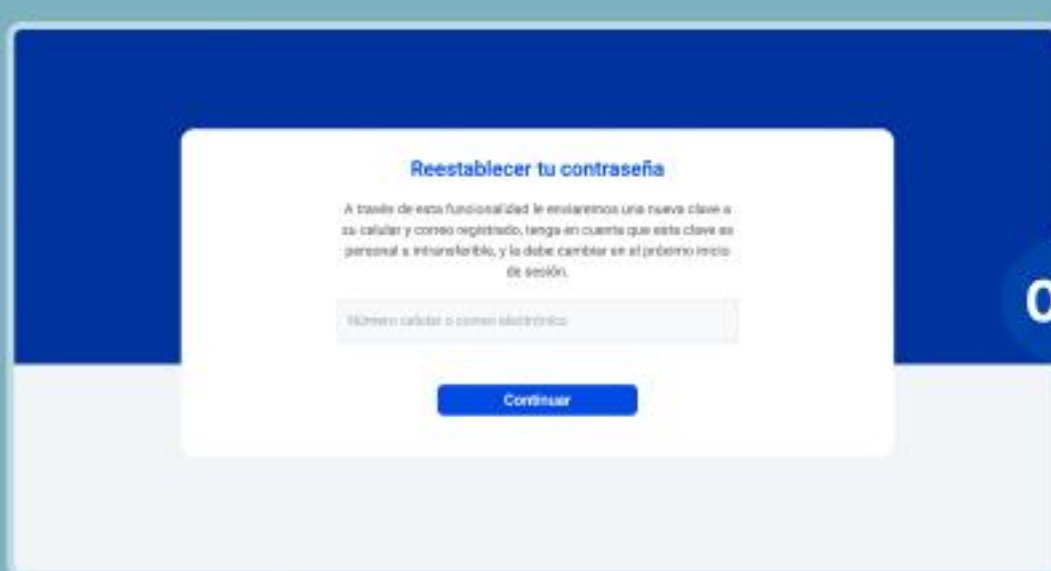 Reestablecer tu contraseña
A través de esta funcionalidad le enviaremos una nueva clave a
su celular y correo registrado, tenga en cuenta que esta clave es
personal e intransferible, y la debe cambiar en el próximo inicio
de sesión.
Número celular o correo electrónico
Continuar
0